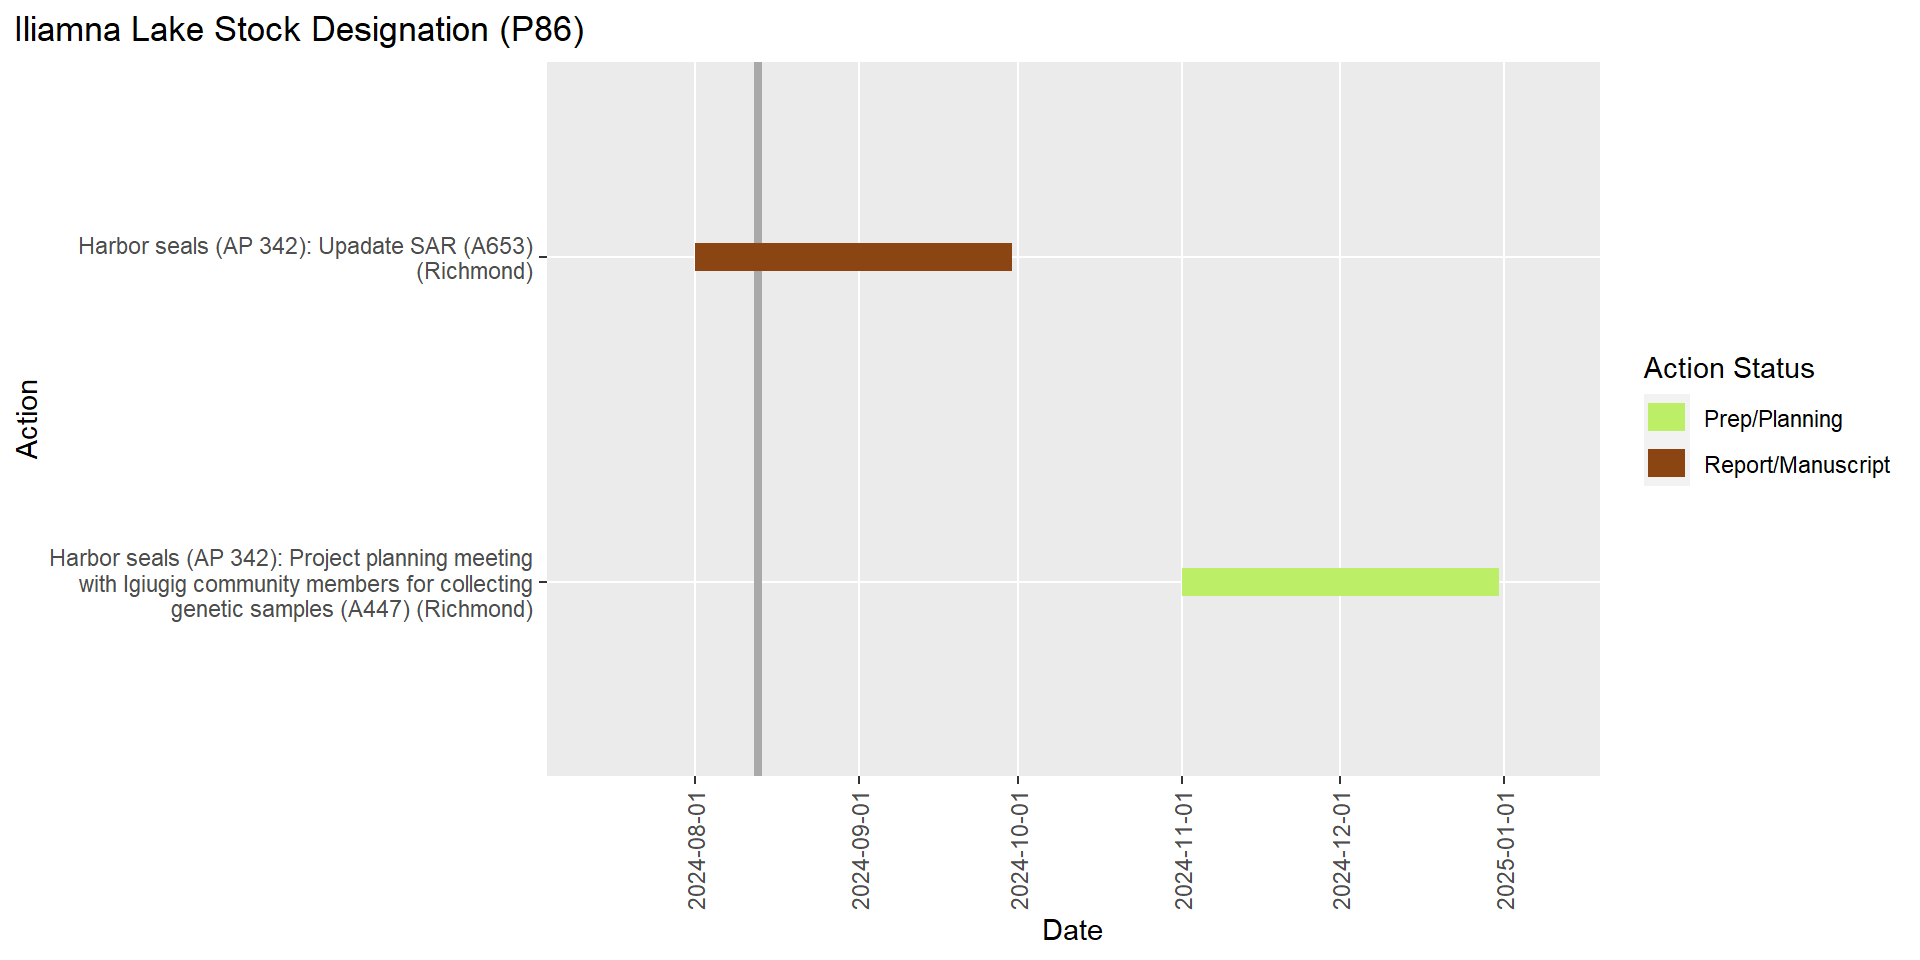 Iliamna Lake Stock Designation (P86)
Harbor seals (AP 342): Upadate SAR (A653)
(Richmond)
Action
Harbor seals (AP 342): Project planning meeting
with Igiugig community members for collecting
genetic samples (A447) (Richmond)
2024-08-01
2024-09-01
2024-10-01
2024-11-01
2024-12-01
2025-01-01
Date
Action Status
Prep/Planning
Report/Manuscript